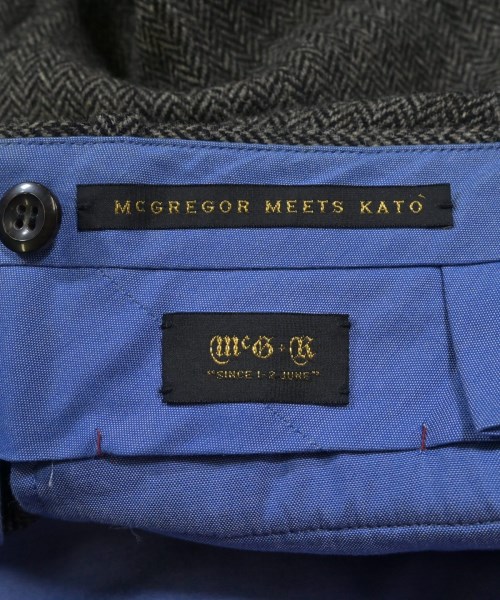 McGREGOR MEETS KATO`
McG+K
"SINCE 1-2-JUNE"